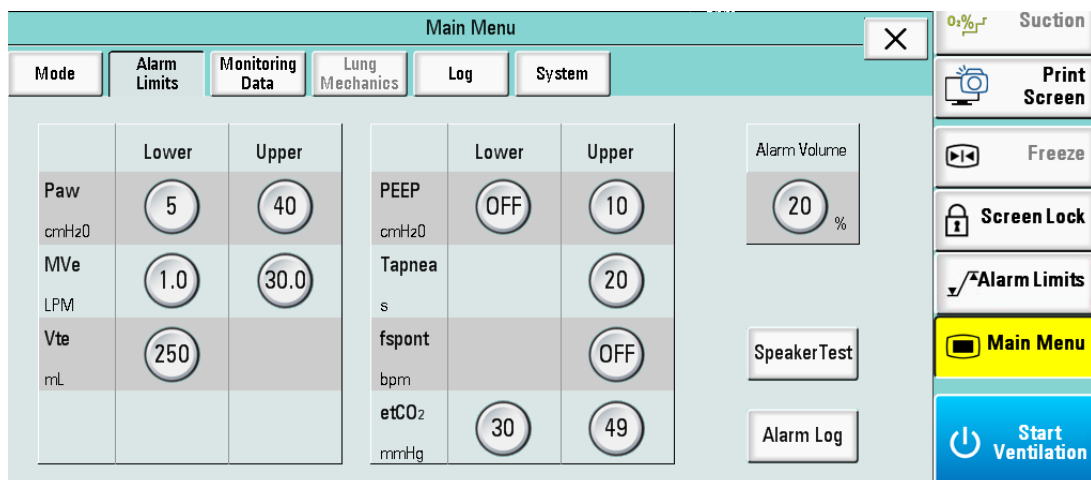 Main Menu
X
Mode
Alarm
Limits
Monitoring
Data
Lung
Mechanics
Log
System
Lower Upper
Paw
cmH₂0
5 40
MVe
LPM
1.0 30.0
Vte
mL
250
Lower Upper
PEEP
cmH₂0
OFF 10
Tapnea
s
20
fspont
bpm
OFF
etCO₂
mmHg
30 49
Alarm Volume
20 %
SpeakerTest
Alarm Log
O₂% Suction
Print
Screen
Freeze
Screen Lock
Alarm Limits
Main Menu
Start
Ventilation